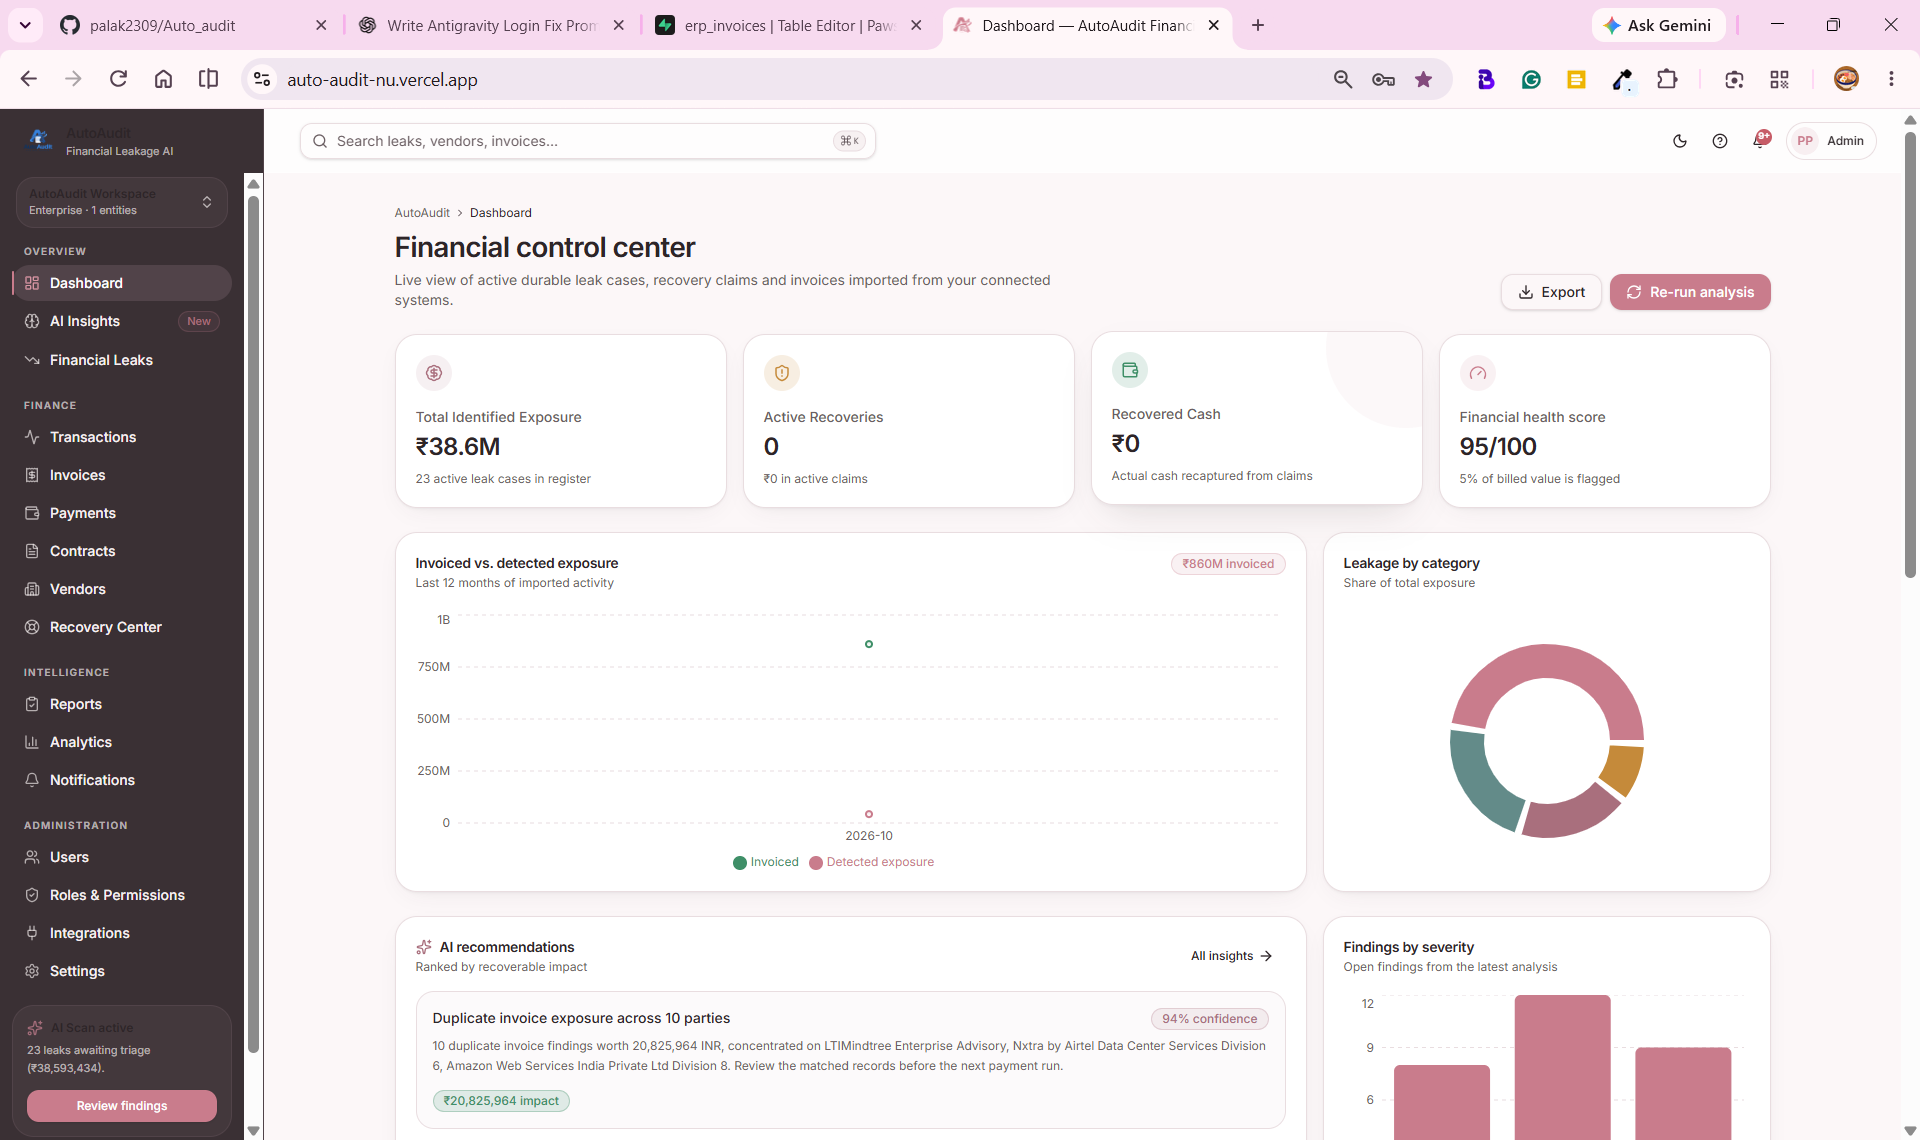 palak2309/Auto_audit
Write Antigravity Login Fix Prom
erp_invoices | Table Editor | Paw
Dashboard — AutoAudit Financ
Ask Gemini
auto-audit-nu.vercel.app
AutoAudit
Financial Leakage AI
Search leaks, vendors, invoices...
⌘K
9+
PP
Admin
AutoAudit Workspace
Enterprise · 1 entities
OVERVIEW
Dashboard
AI Insights
New
Financial Leaks
FINANCE
Transactions
Invoices
Payments
Contracts
Vendors
Recovery Center
INTELLIGENCE
Reports
Analytics
Notifications
ADMINISTRATION
Users
Roles & Permissions
Integrations
Settings
AI Scan active
23 leaks awaiting triage
(₹38,593,434).
Review findings
AutoAudit > Dashboard
Financial control center
Live view of active durable leak cases, recovery claims and invoices imported from your connected
systems.
Export
Re-run analysis
Total Identified Exposure
₹38.6M
23 active leak cases in register
Active Recoveries
0
₹0 in active claims
Recovered Cash
₹0
Actual cash recaptured from claims
Financial health score
95/100
5% of billed value is flagged
Invoiced vs. detected exposure
Last 12 months of imported activity
₹860M invoiced
1B
750M
500M
250M
0
2026-10
Invoiced
Detected exposure
Leakage by category
Share of total exposure
AI recommendations
Ranked by recoverable impact
All insights
Duplicate invoice exposure across 10 parties
94% confidence
10 duplicate invoice findings worth 20,825,964 INR, concentrated on LTIMindtree Enterprise Advisory, Nxtra by Airtel Data Center Services Division
6, Amazon Web Services India Private Ltd Division 8. Review the matched records before the next payment run.
₹20,825,964 impact
Findings by severity
Open findings from the latest analysis
12
9
6